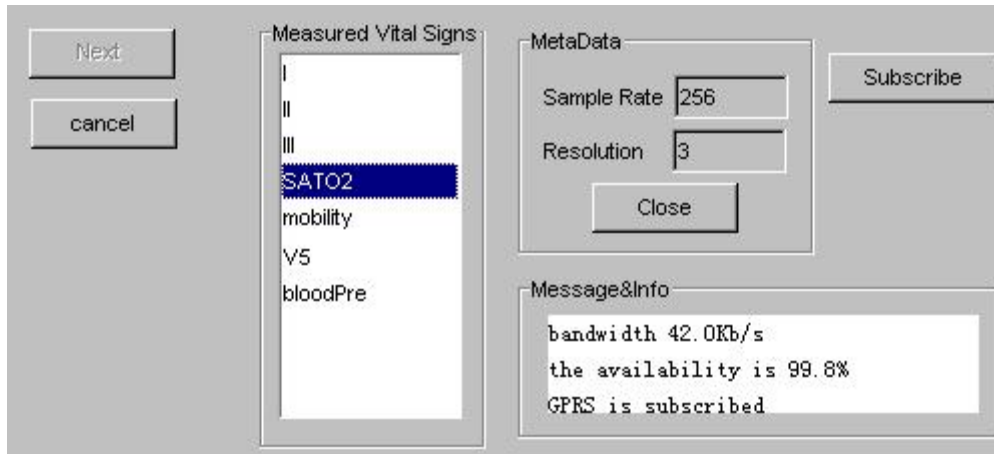 Next
cancel
Measured Vital Signs
I
II
III
SATO2
mobility
V5
bloodPre
MetaData
Sample Rate 256
Resolution 3
Close
Subscribe
Message&Info
bandwidth 42.0Kb/s
the availability is 99.8%
GPRS is subscribed